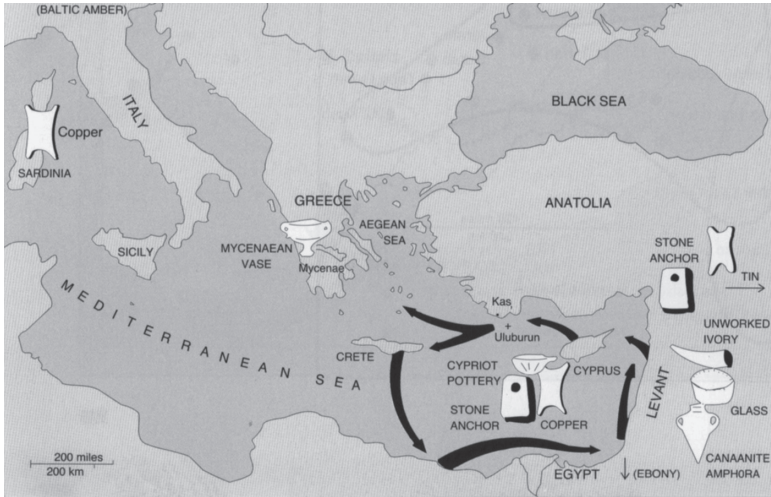 (BALTIC AMBER)
ITALY
BLACK SEA
Copper
SARDINIA
GREECE
ANATOLIA
AEGEAN
SEA
SICILY
MYCENAEAN
VASE
Mycenae
STONE
ANCHOR
TIN
MEDITERRANEAN SEA
Kaş
Uluburun
UNWORKED
IVORY
CRETE
CYPRIOT
POTTERY
CYPRUS
LEVANT
STONE
ANCHOR
COPPER
GLASS
CANAANITE
AMPHORA
200 miles
200 km
EGYPT
(EBONY)